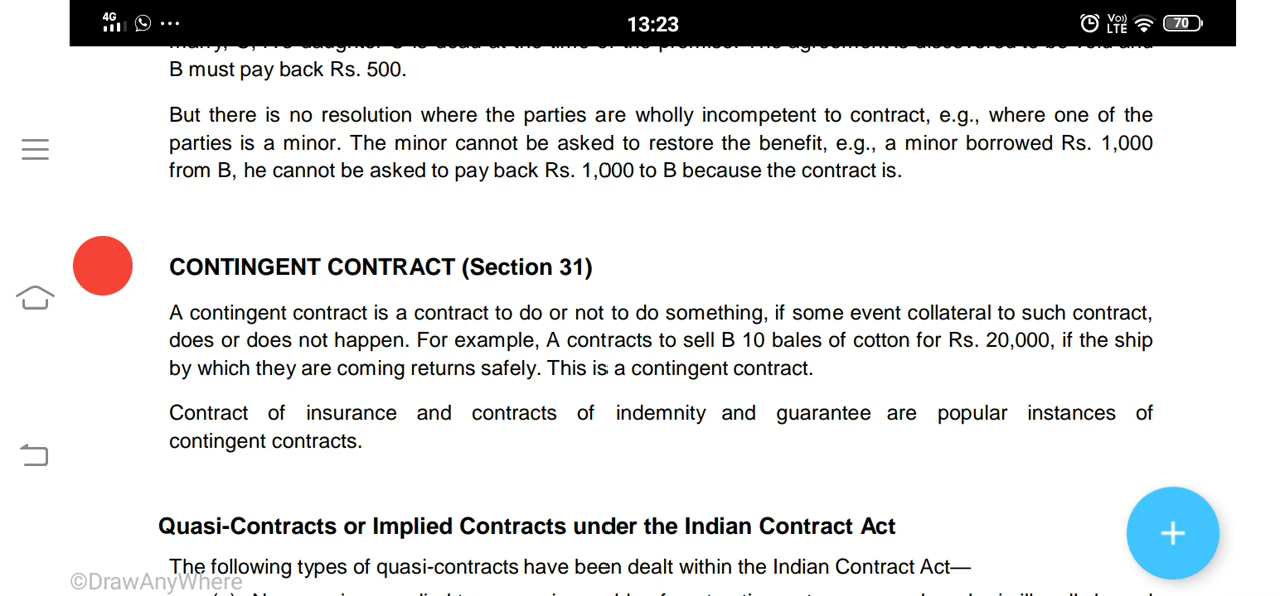 4G ... 13:23 Vo)) LTE 70
B must pay back Rs. 500.
But there is no resolution where the parties are wholly incompetent to contract, e.g., where one of the
parties is a minor. The minor cannot be asked to restore the benefit, e.g., a minor borrowed Rs. 1,000
from B, he cannot be asked to pay back Rs. 1,000 to B because the contract is.
CONTINGENT CONTRACT (Section 31)
A contingent contract is a contract to do or not to do something, if some event collateral to such contract,
does or does not happen. For example, A contracts to sell B 10 bales of cotton for Rs. 20,000, if the ship
by which they are coming returns safely. This is a contingent contract.
Contract of insurance and contracts of indemnity and guarantee are popular instances of
contingent contracts.
Quasi-Contracts or Implied Contracts under the Indian Contract Act
The following types of quasi-contracts have been dealt within the Indian Contract Act—
©DrawAnyWhere